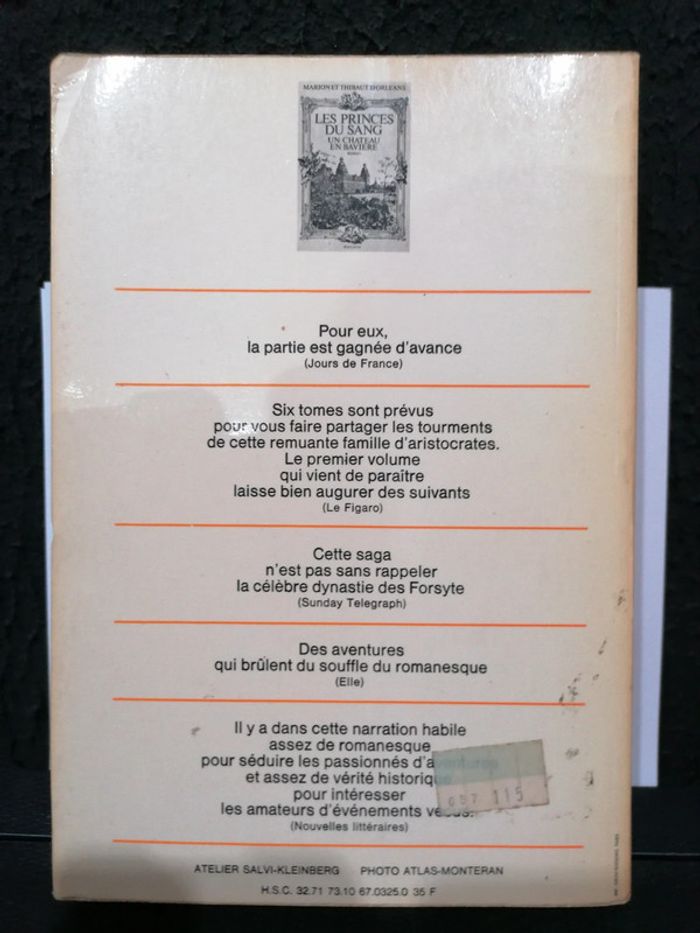 MARION ET THIBAUT D'ORLÉANS
LES PRINCES
DU SANG
UN CHATEAU
EN BAVIERE
Pour eux,
la partie est gagnée d'avance
(Jours de France)
Six tomes sont prévus
pour vous faire partager les tourments
de cette remuante famille d'aristocrates.
Le premier volume
qui vient de paraître
laisse bien augurer des suivants
(Le Figaro)
Cette saga
n'est pas sans rappeler
la célèbre dynastie des Forsyte
(Sunday Telegraph)
Des aventures
qui brûlent du souffle du romanesque
(Elle)
Il y a dans cette narration habile
assez de romanesque
pour séduire les passionnés d'aventures
et assez de vérité historique
pour intéresser
les amateurs d'événements vécus.
(Nouvelles littéraires)
115
ATELIER SALVI-KLEINBERG PHOTO ATLAS-MONTERAN
H.S.C. 32.71 73.10 67.0325.0 35 F